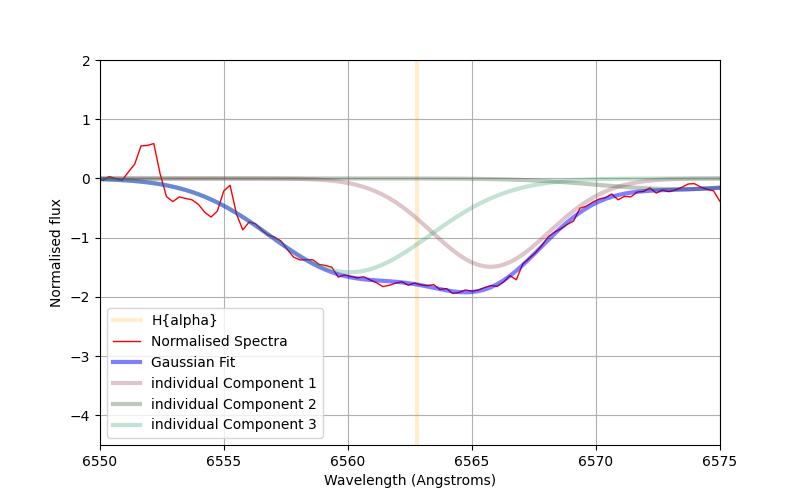 2
1
0
−1
−2
−3
−4
Normalised flux
H{alpha}
Normalised Spectra
Gaussian Fit
individual Component 1
individual Component 2
individual Component 3
6550 6555 6560 6565 6570 6575
Wavelength (Angstroms)